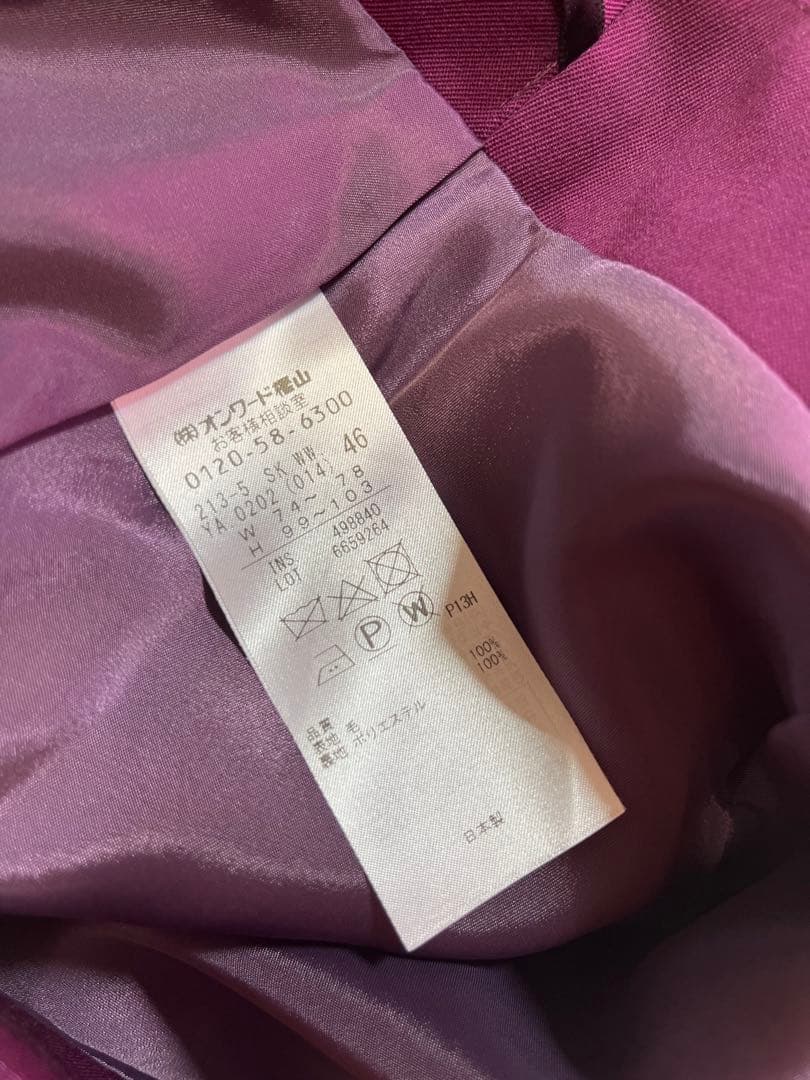 ㈱オンワード樫山
お客様相談室
0120-58-6300
213-5 SK WW
YA 0202 (014) 46
W 74〜 78
H 99〜103
INS 498840
LOT 6659264
P W P13H
品質
表地 毛 100%
裏地 ポリエステル 100%
日本製